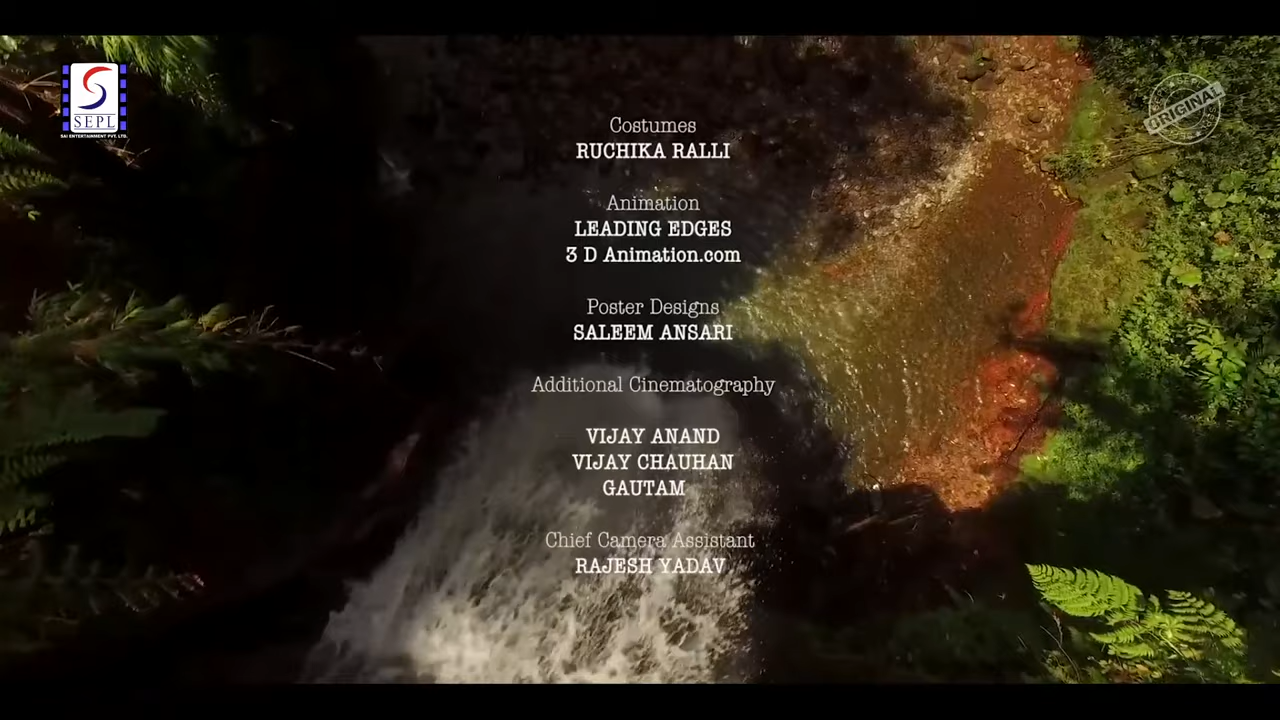 SEPL
SAI ENTERTAINMENT PVT. LTD.
ORIGINAL
Costumes
RUCHIKA RALLI
Animation
LEADING EDGES
3 D Animation.com
Poster Designs
SALEEM ANSARI
Additional Cinematography
VIJAY ANAND
VIJAY CHAUHAN
GAUTAM
Chief Camera Assistant
RAJESH YADAV